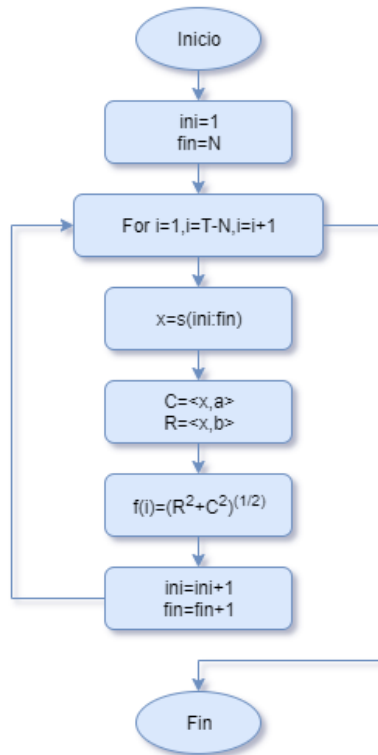 Inicio
ini=1
fin=N
For i=1,i=T-N,i=i+1
x=s(ini:fin)
C=<x,a>
R=<x,b>
f(i)=(R²+C²)⁽¹/²⁾
ini=ini+1
fin=fin+1
Fin